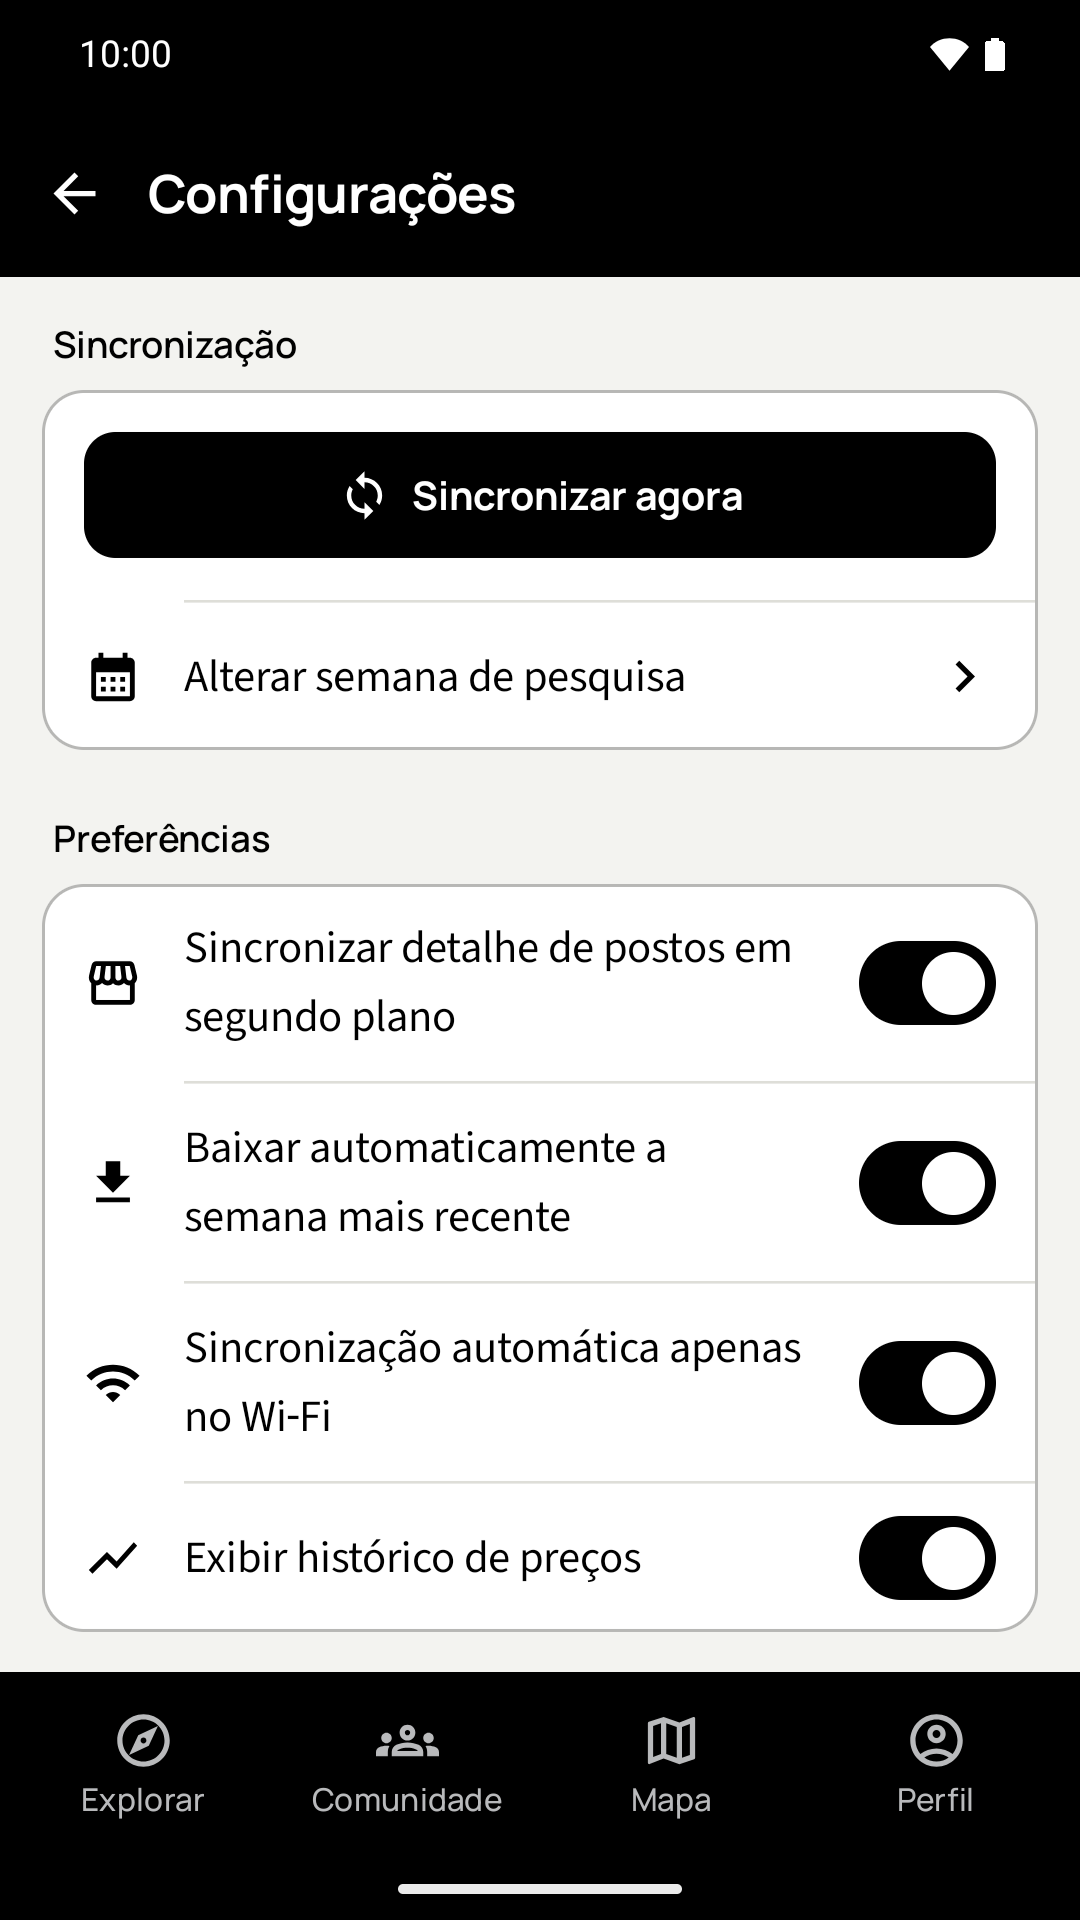 10:00
Configurações
Sincronização
Sincronizar agora
Alterar semana de pesquisa
Preferências
Sincronizar detalhe de postos em
segundo plano
Baixar automaticamente a
semana mais recente
Sincronização automática apenas
no Wi-Fi
Exibir histórico de preços
Explorar
Comunidade
Mapa
Perfil